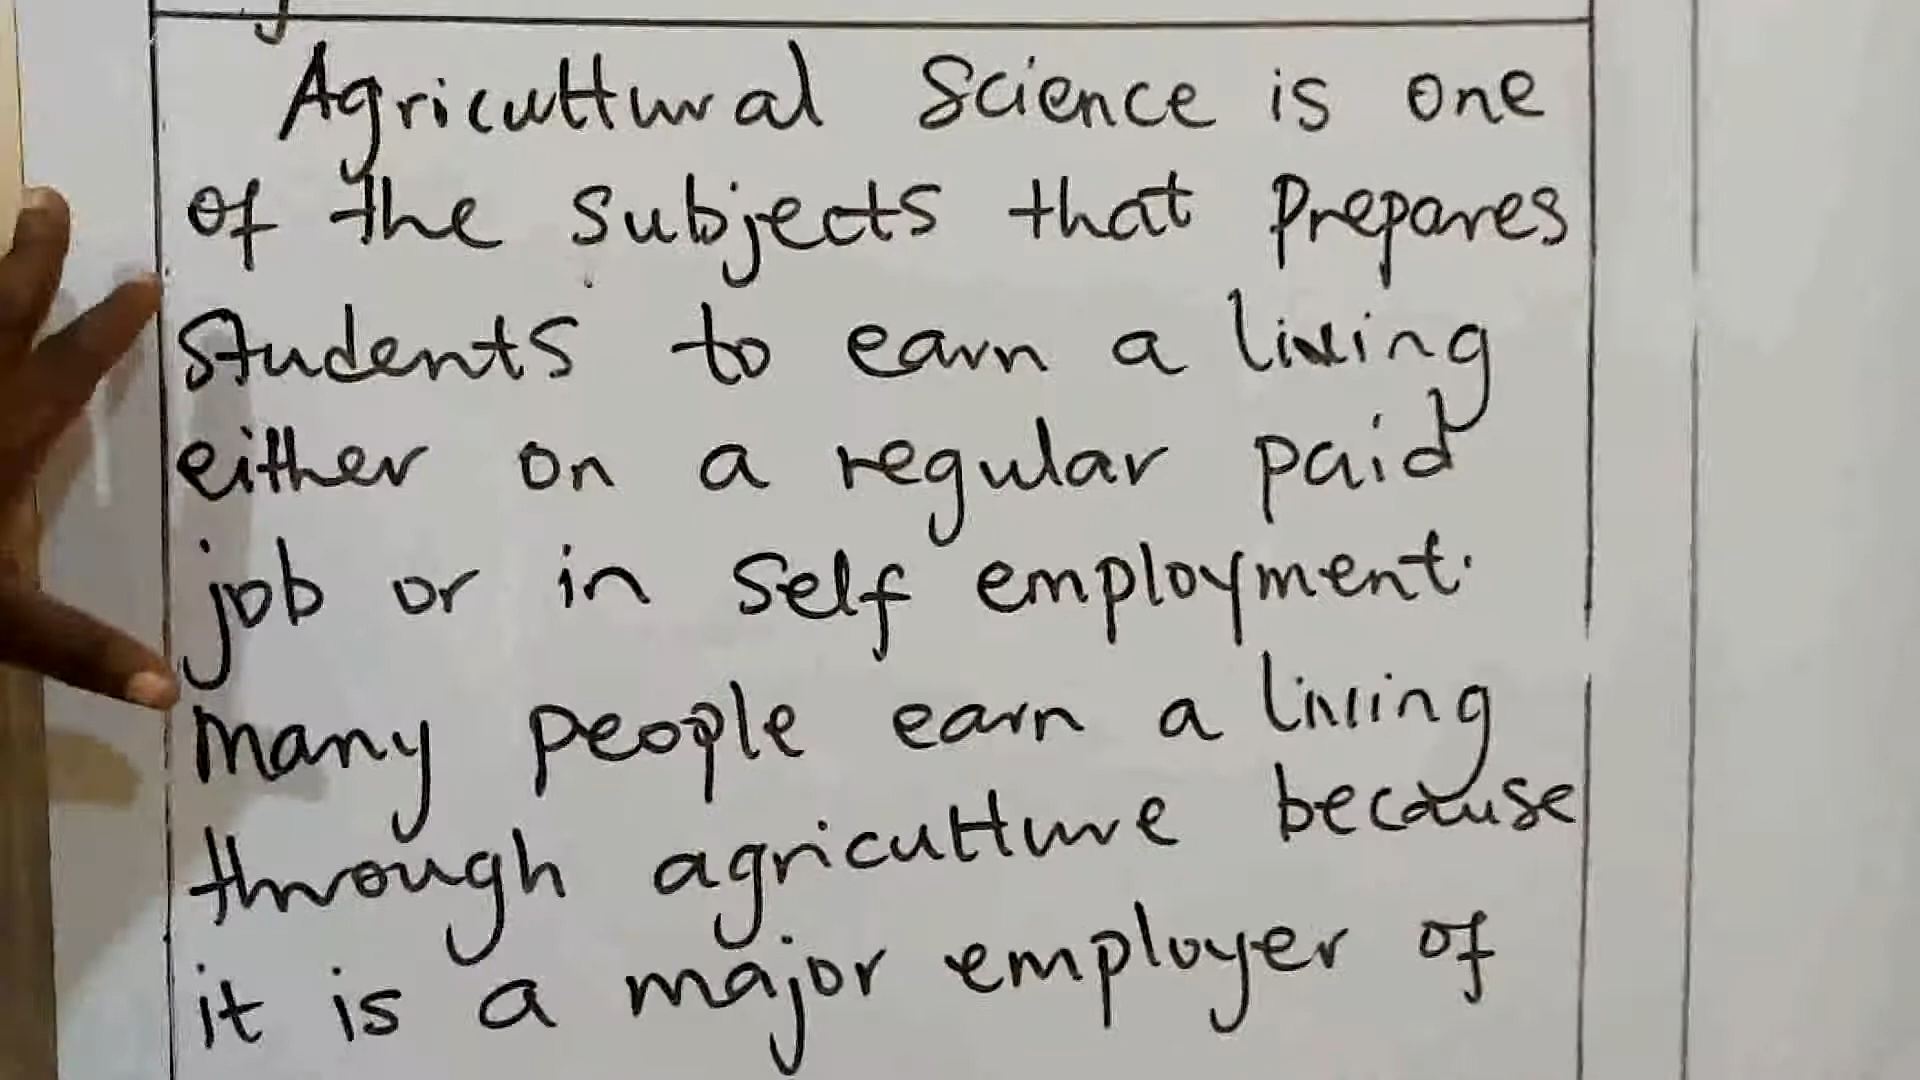 Agricultural Science is one
of the subjects that prepares
students to earn a living
either on a regular paid
job or in self employment.
many people earn a living
through agriculture because
it is a major employer of